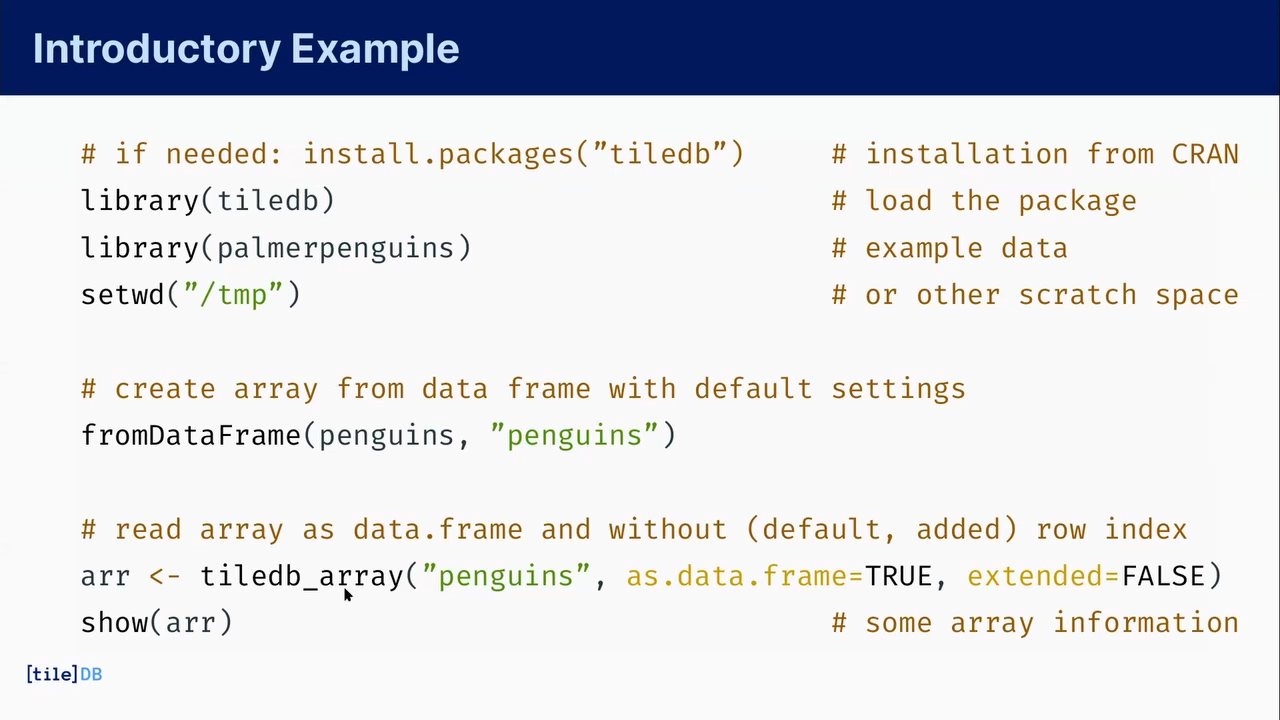 Introductory Example
# if needed: install.packages(”tiledb”) # installation from CRAN
library(tiledb) # load the package
library(palmerpenguins) # example data
setwd(”/tmp”) # or other scratch space
# create array from data frame with default settings
fromDataFrame(penguins, ”penguins”)
# read array as data.frame and without (default, added) row index
arr <- tiledb_array(”penguins”, as.data.frame=TRUE, extended=FALSE)
show(arr) # some array information
[tile]DB